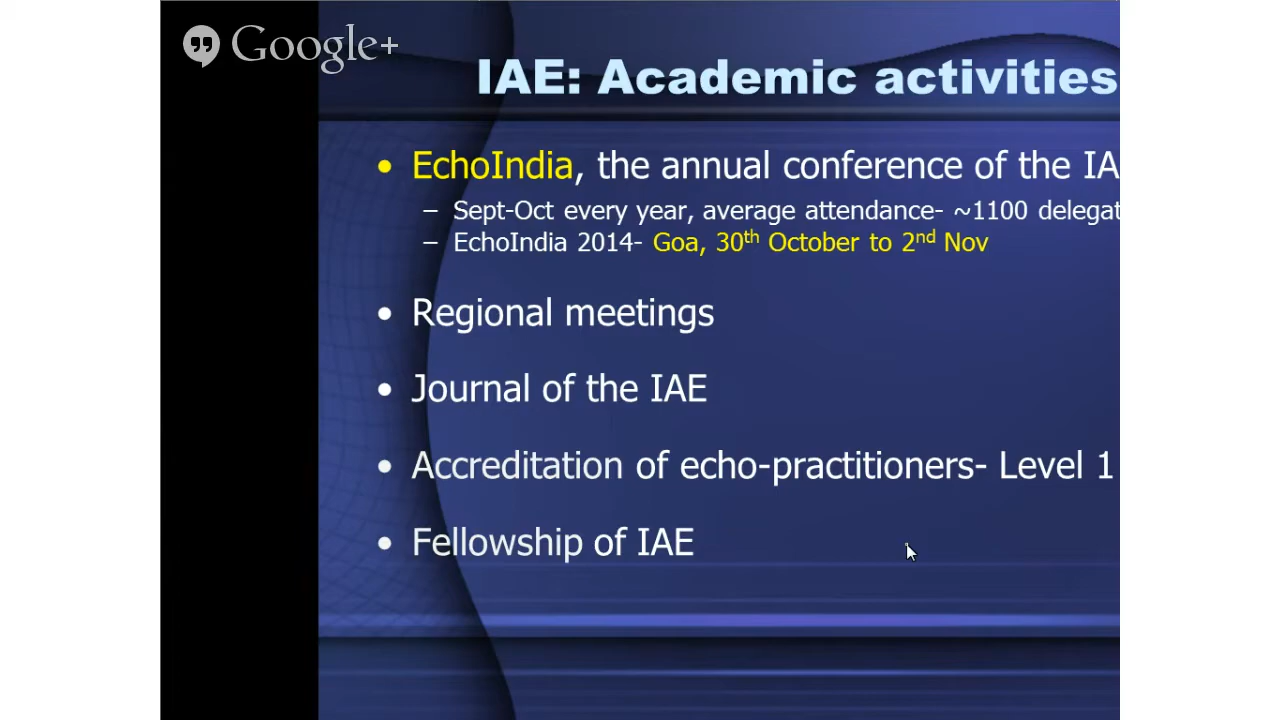 Google+
IAE: Academic activities
• EchoIndia, the annual conference of the IA
– Sept-Oct every year, average attendance- ~1100 delegat
– EchoIndia 2014- Goa, 30th October to 2nd Nov
• Regional meetings
• Journal of the IAE
• Accreditation of echo-practitioners- Level 1
• Fellowship of IAE